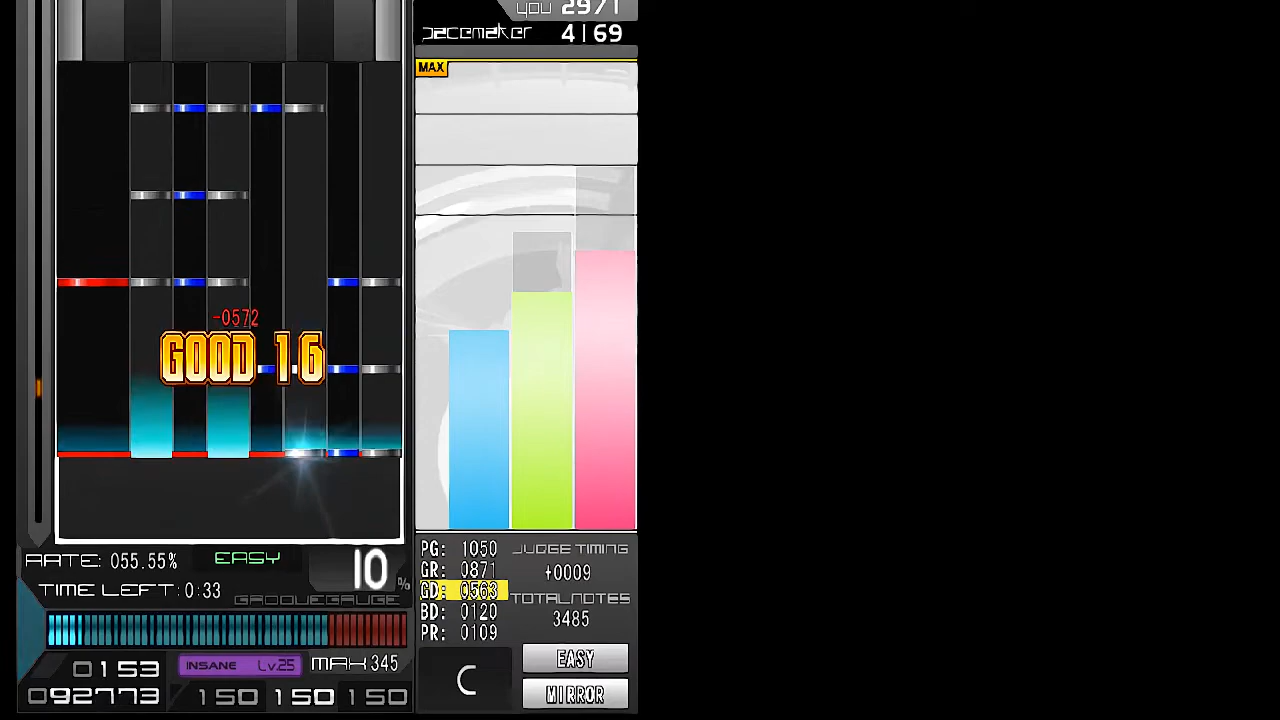 you 2971
pacemaker 4169
MAX
-0572
GOOD 16
RATE: 055.55% EASY 10 %
TIME LEFT: 0:33
GROOVEGAUGE
0153 INSANE Lv.25 MAX 345
092773 150 150 150
PG: 1050
GR: 0871
GD: 0563
BD: 0120
PR: 0109
JUDGE TIMING
+0009
TOTALNOTES
3485
C
EASY
MIRROR